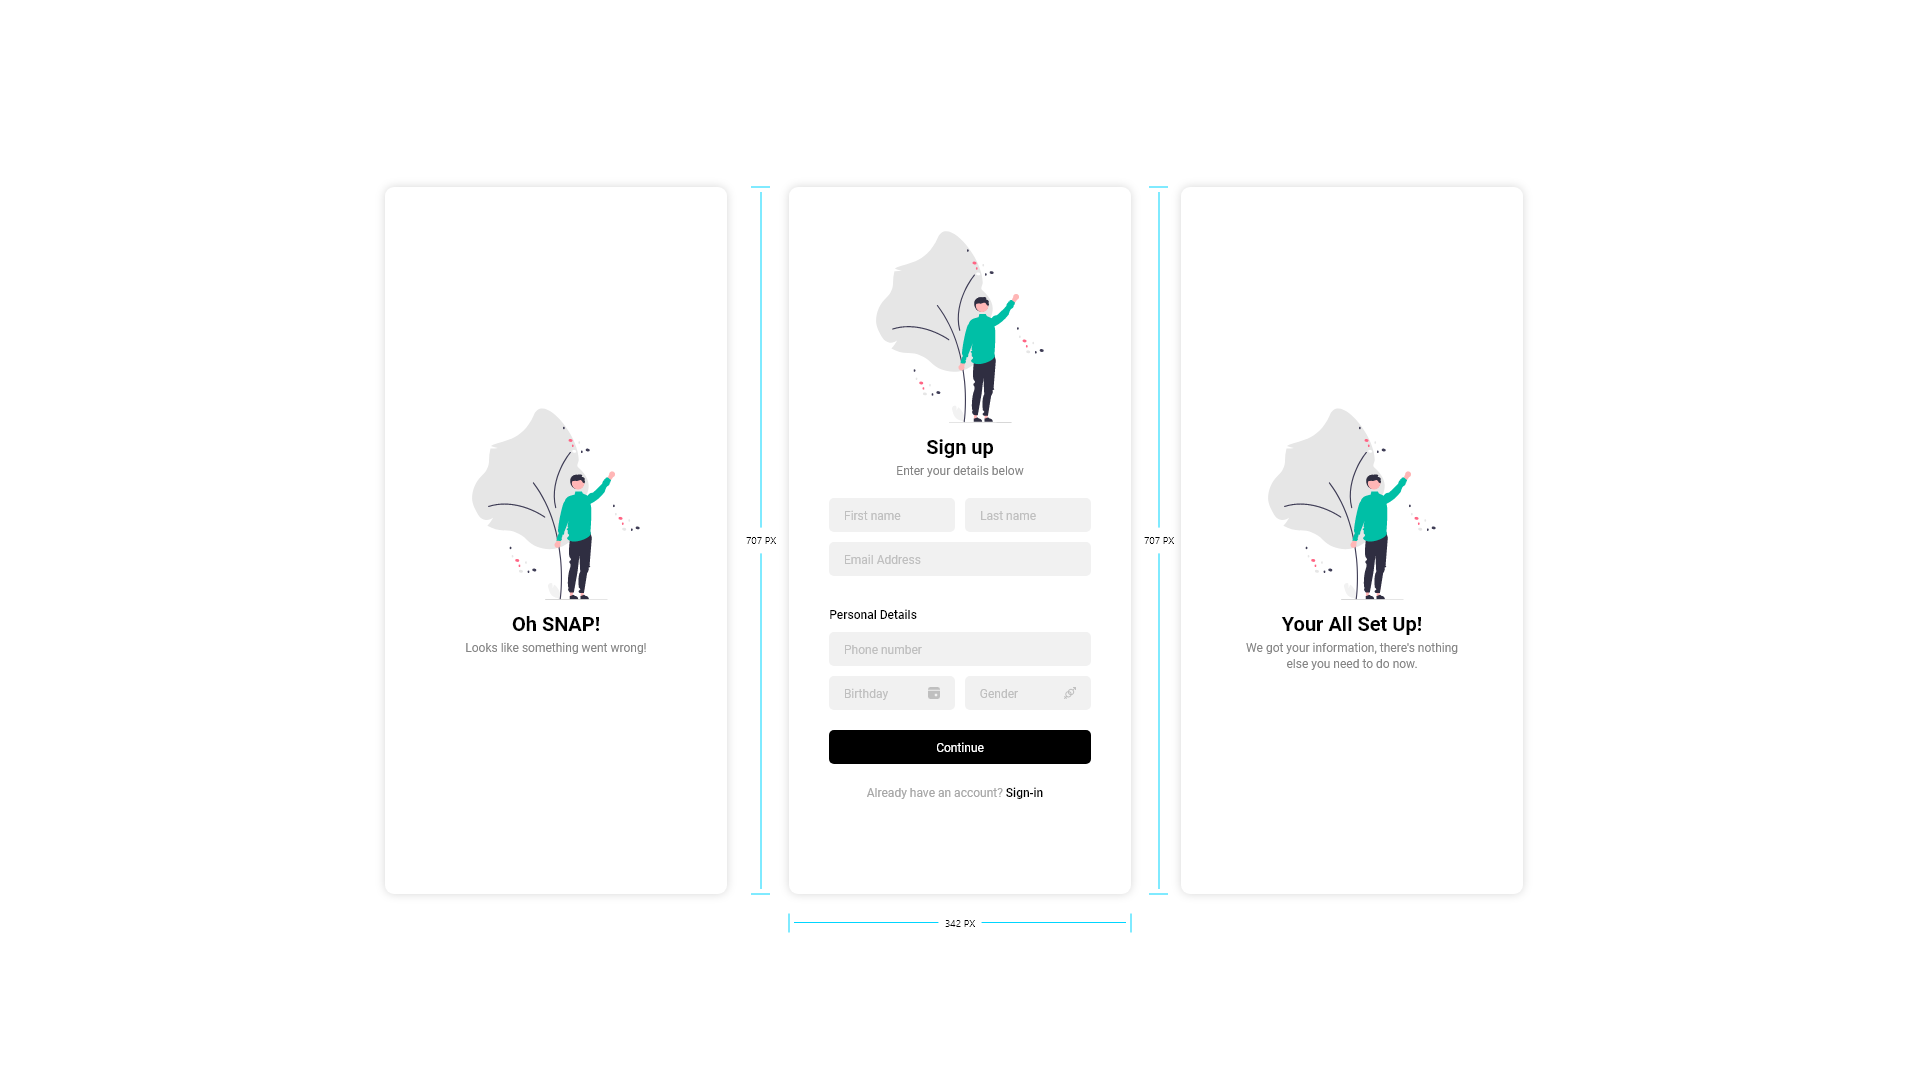 Oh SNAP!
Looks like something went wrong!
707 PX
Sign up
Enter your details below
First name
Last name
Email Address
Personal Details
Phone number
Birthday
Gender
Continue
Already have an account? Sign-in
342 PX
707 PX
Your All Set Up!
We got your information, there's nothing
else you need to do now.